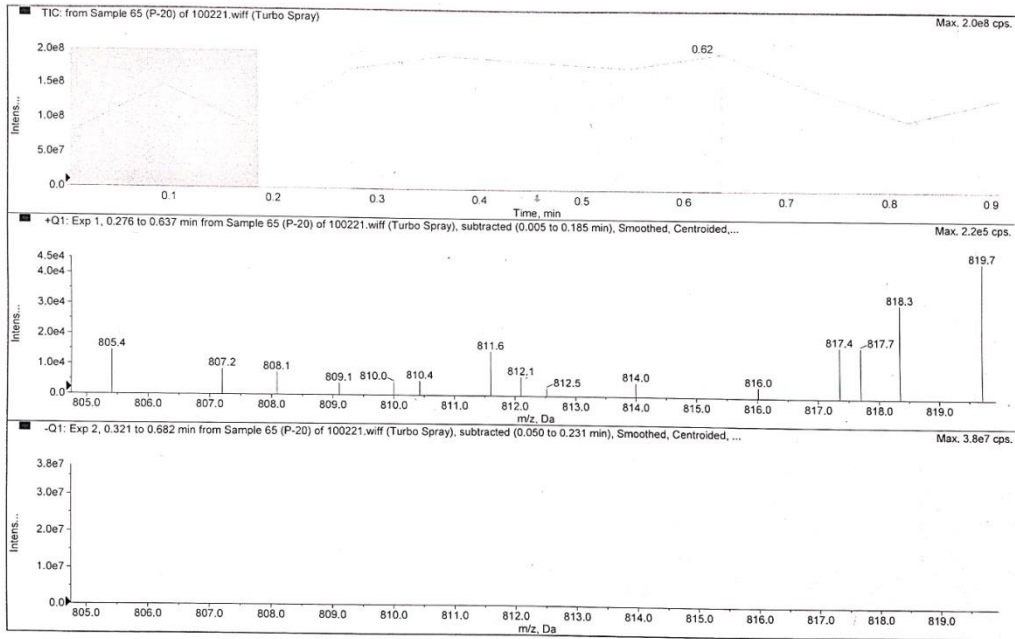 TIC: from Sample 65 (P-20) of 100221.wiff (Turbo Spray)
Max. 2.0e8 cps.
2.0e8
1.5e8
1.0e8
5.0e7
0.0
Intens...
0.62
0.1 0.2 0.3 0.4 0.5 0.6 0.7 0.8 0.9
Time, min
+Q1: Exp 1, 0.276 to 0.637 min from Sample 65 (P-20) of 100221.wiff (Turbo Spray), subtracted (0.005 to 0.185 min), Smoothed, Centroided,...
Max. 2.2e5 cps.
4.5e4
4.0e4
3.0e4
2.0e4
1.0e4
0.0
Intens...
805.4
807.2
808.1
809.1
810.0
810.4
811.6
812.1
812.5
814.0
816.0
817.4
817.7
818.3
819.7
805.0 806.0 807.0 808.0 809.0 810.0 811.0 812.0 813.0 814.0 815.0 816.0 817.0 818.0 819.0
m/z, Da
-Q1: Exp 2, 0.321 to 0.682 min from Sample 65 (P-20) of 100221.wiff (Turbo Spray), subtracted (0.050 to 0.231 min), Smoothed, Centroided, ...
Max. 3.8e7 cps.
3.8e7
3.0e7
2.0e7
1.0e7
0.0
Intens...
805.0 806.0 807.0 808.0 809.0 810.0 811.0 812.0 813.0 814.0 815.0 816.0 817.0 818.0 819.0
m/z, Da